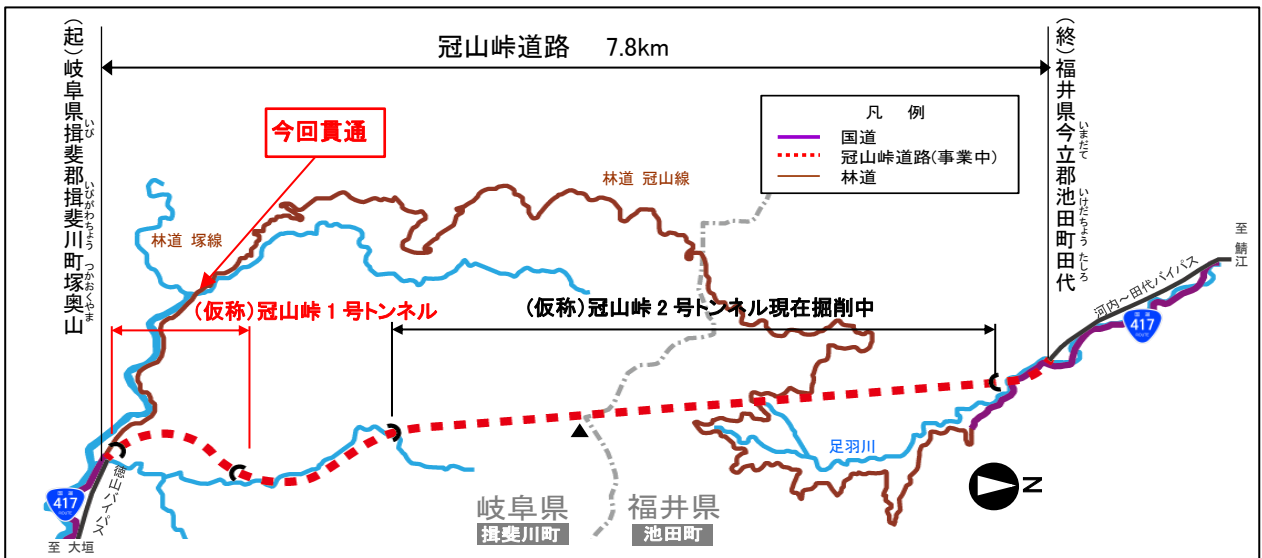 冠山峠道路 7.8km
(起)岐阜県揖斐郡揖斐川町塚奥山
いび
いびがわちょう
つかおくやま
(終)福井県今立郡池田町田代
いまだて
いけだちょう
たしろ
今回貫通
凡 例
国道
冠山峠道路(事業中)
林道
林道 冠山線
林道 塚線
(仮称)冠山峠1号トンネル
(仮称)冠山峠2号トンネル現在掘削中
至 鯖江
河内~田代バイパス
国道
417
ROUTE
足羽川
N
徳山バイパス
国道
417
ROUTE
至 大垣
岐阜県
揖斐川町
福井県
池田町